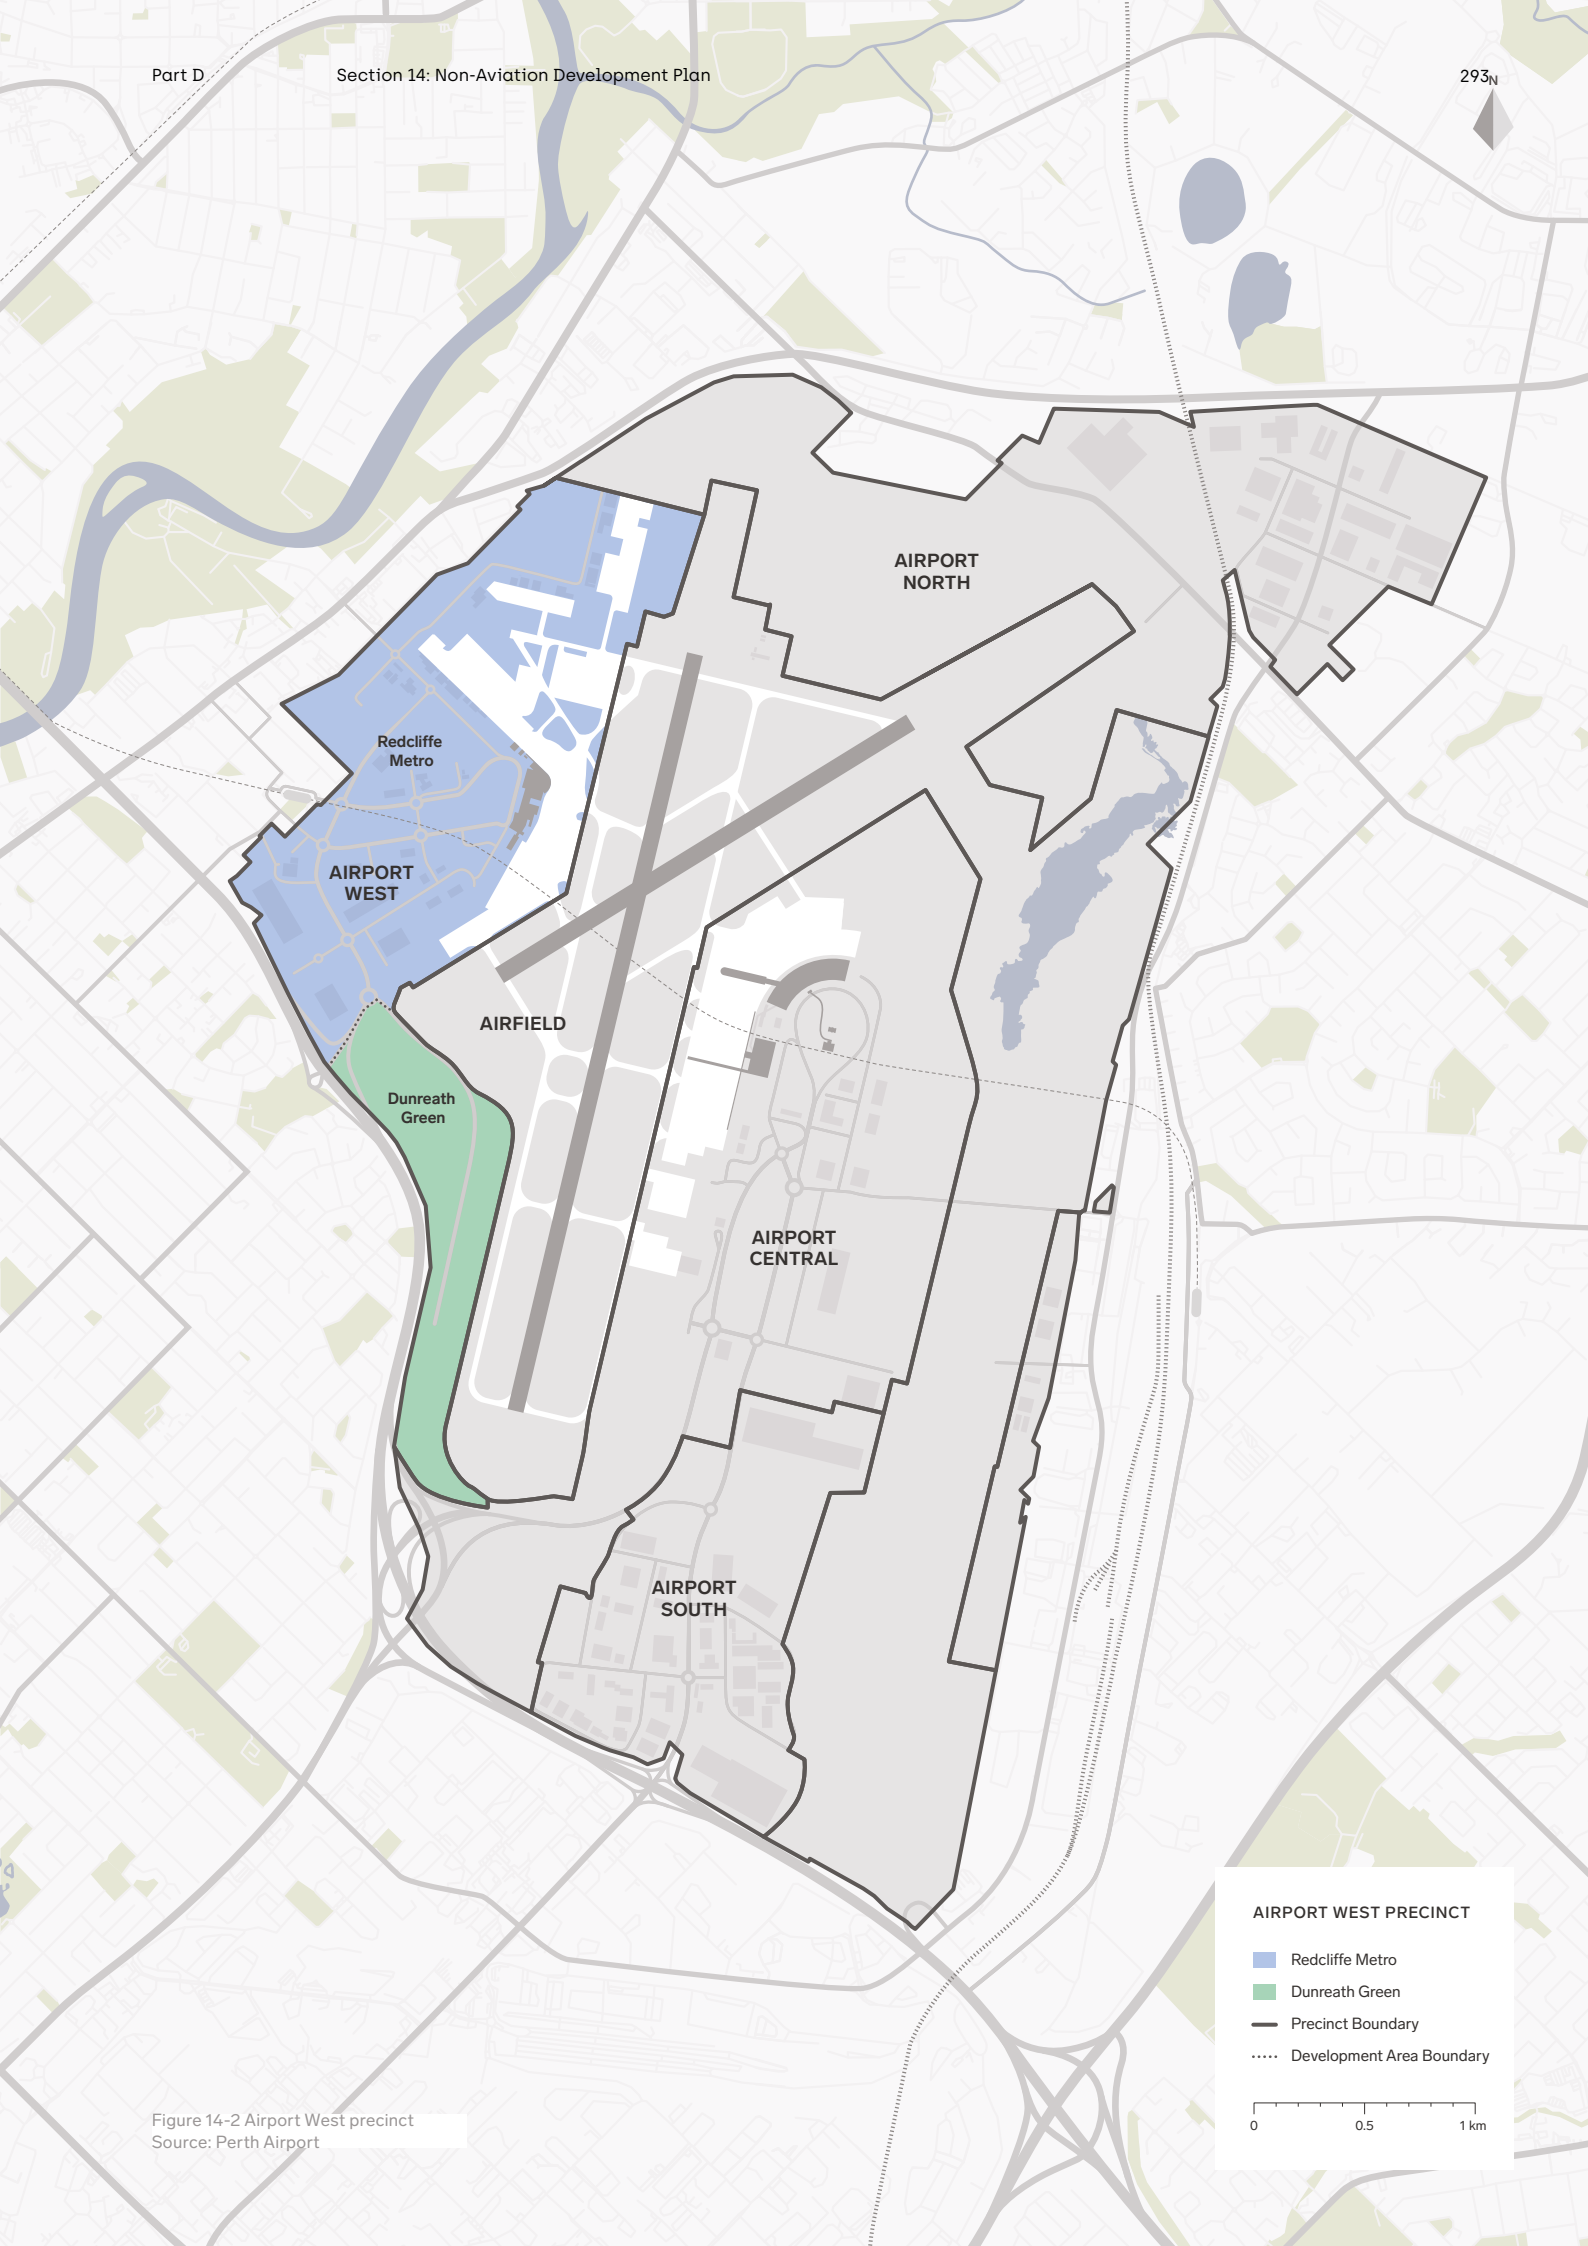 Part D
Section 14: Non-Aviation Development Plan
293
N
AIRPORT
NORTH
Redcliffe
Metro
AIRPORT
WEST
AIRFIELD
Dunreath
Green
AIRPORT
CENTRAL
AIRPORT
SOUTH
AIRPORT WEST PRECINCT
Redcliffe Metro
Dunreath Green
Precinct Boundary
Development Area Boundary
0 0.5 1 km
Figure 14-2 Airport West precinct
Source: Perth Airport